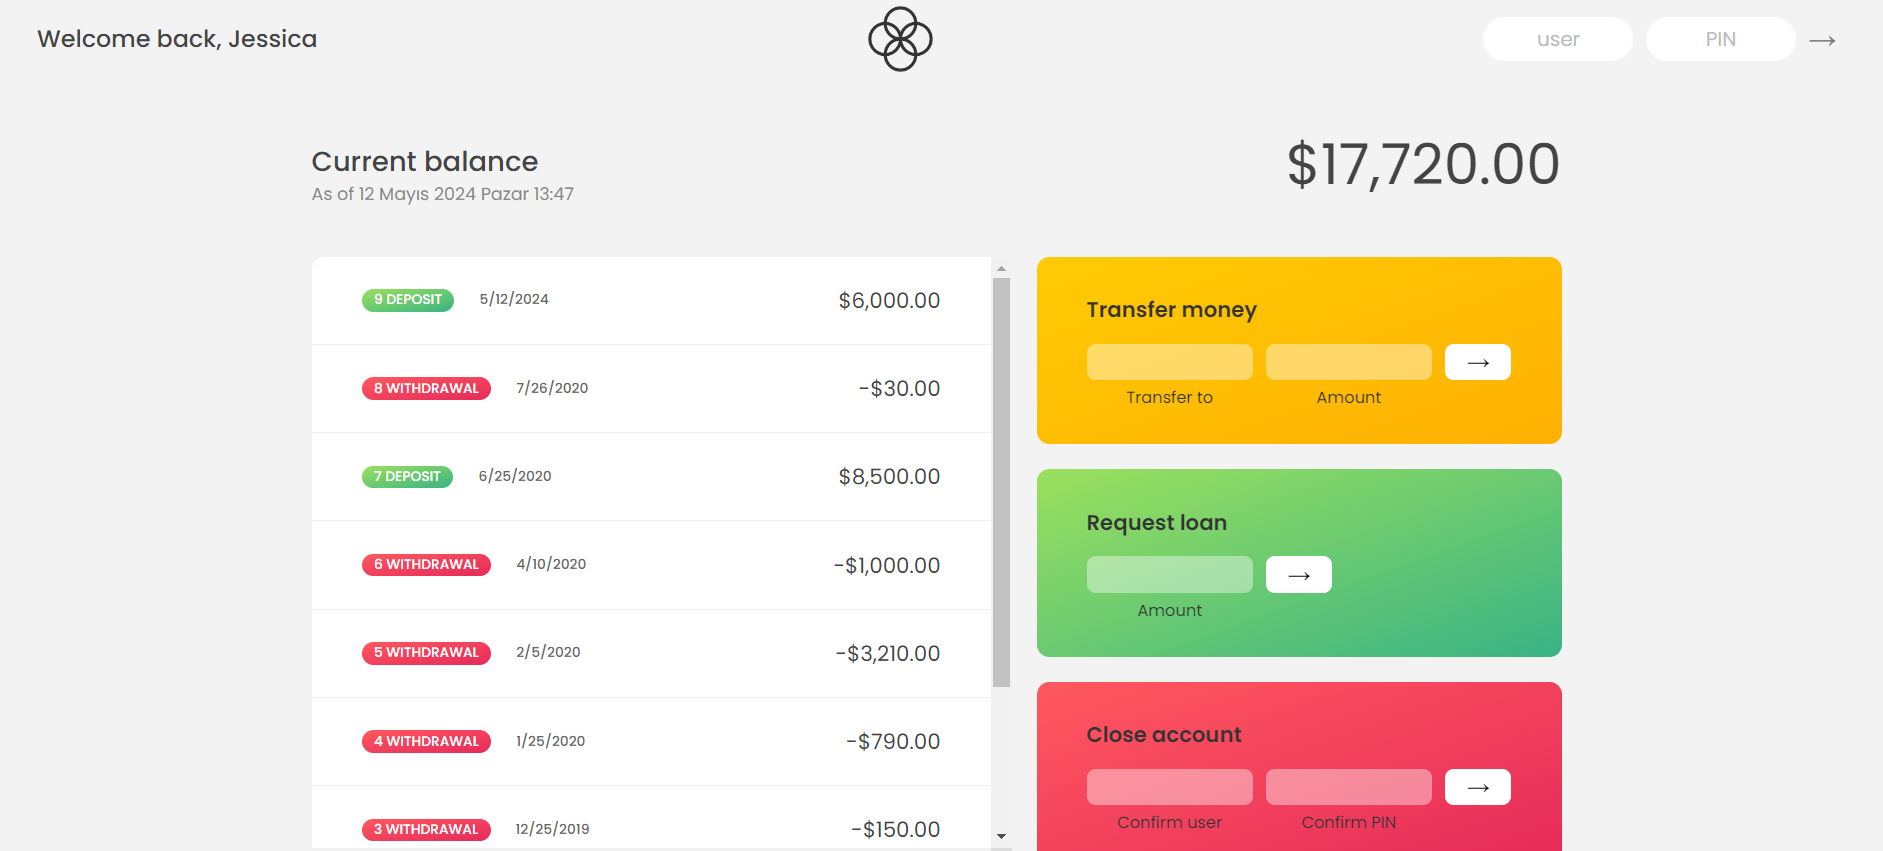 Welcome back, Jessica
user
PIN
→
Current balance
As of 12 Mayıs 2024 Pazar 13:47
$17,720.00
9 DEPOSIT 5/12/2024 $6,000.00
8 WITHDRAWAL 7/26/2020 -$30.00
7 DEPOSIT 6/25/2020 $8,500.00
6 WITHDRAWAL 4/10/2020 -$1,000.00
5 WITHDRAWAL 2/5/2020 -$3,210.00
4 WITHDRAWAL 1/25/2020 -$790.00
3 WITHDRAWAL 12/25/2019 -$150.00
Transfer money
→
Transfer to Amount
Request loan
→
Amount
Close account
→
Confirm user Confirm PIN